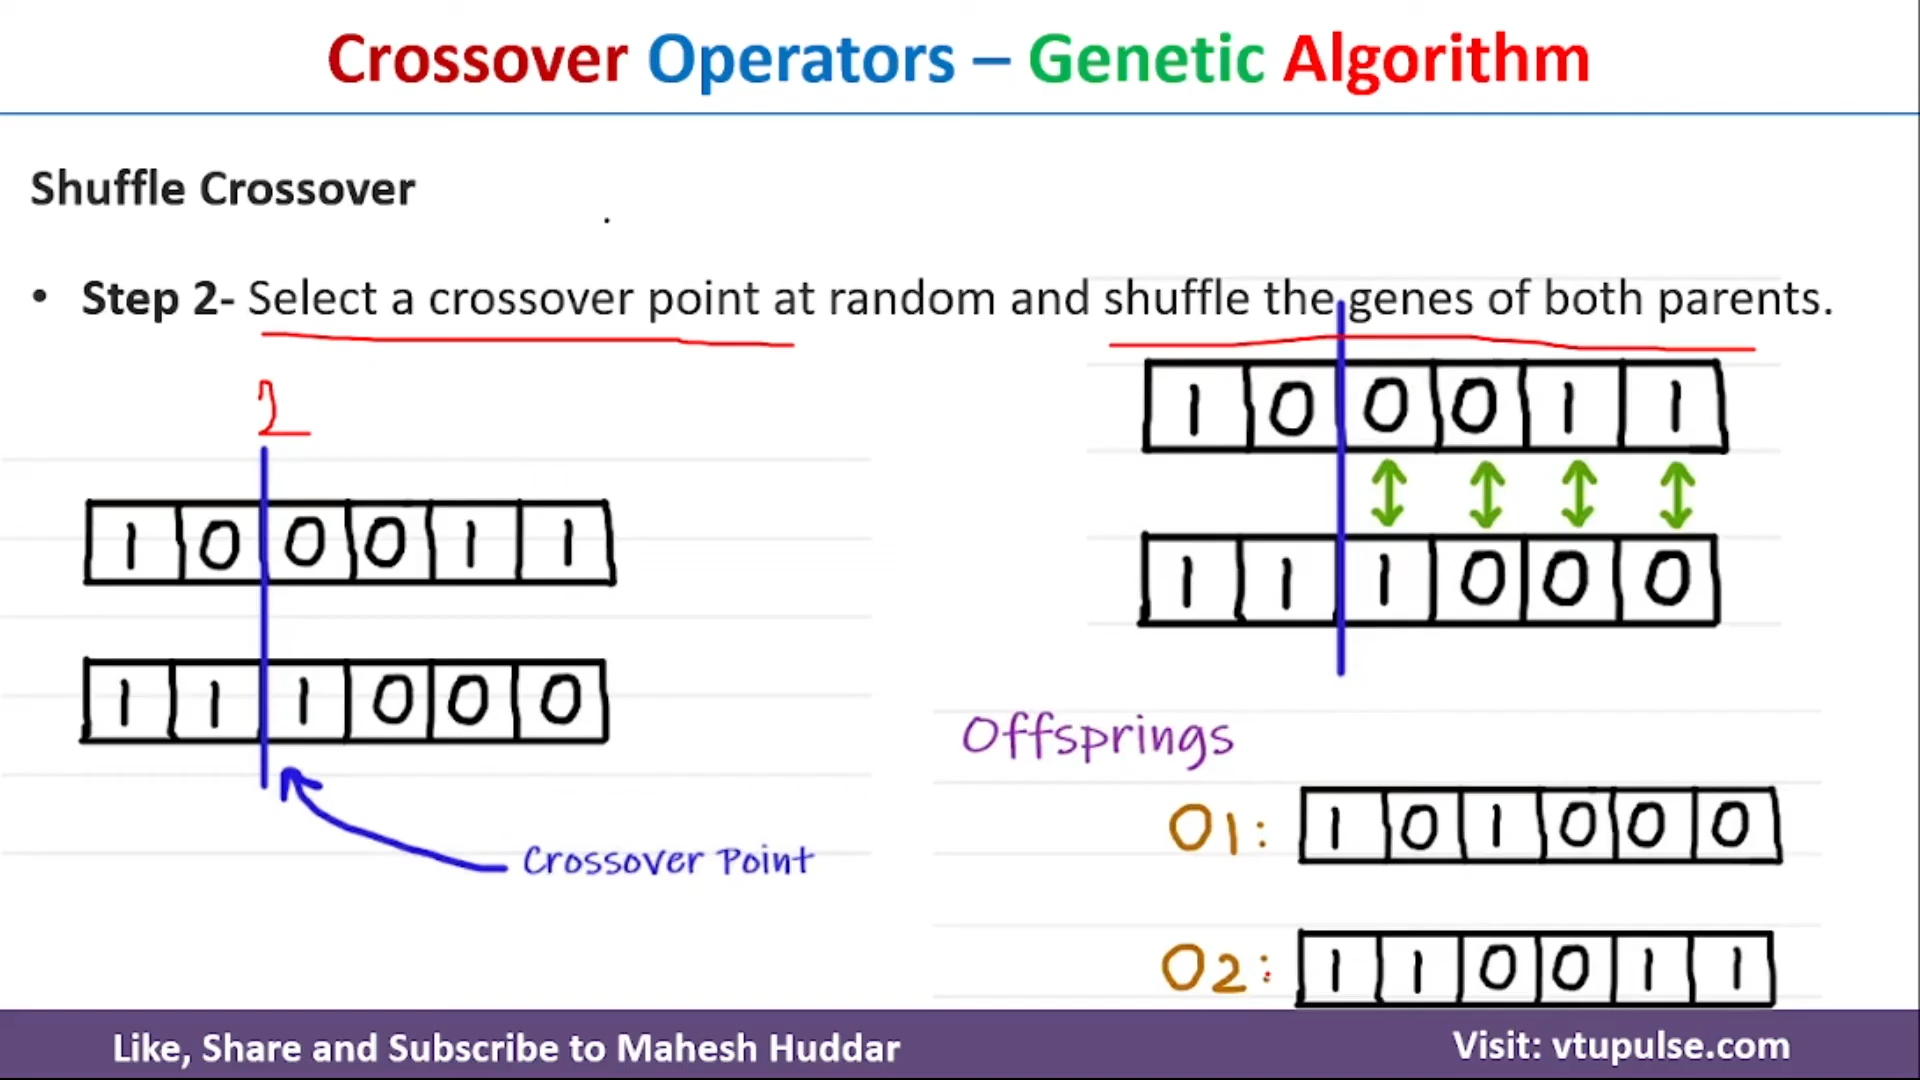 Crossover Operators – Genetic Algorithm
Shuffle Crossover
• Step 2- Select a crossover point at random and shuffle the genes of both parents.
2
1 0 0 0 1 1
1 1 1 0 0 0
Crossover Point
1 0 0 0 1 1
1 1 1 0 0 0
Offsprings
O1: 1 0 1 0 0 0
O2: 1 1 0 0 1 1
Like, Share and Subscribe to Mahesh Huddar
Visit: vtupulse.com